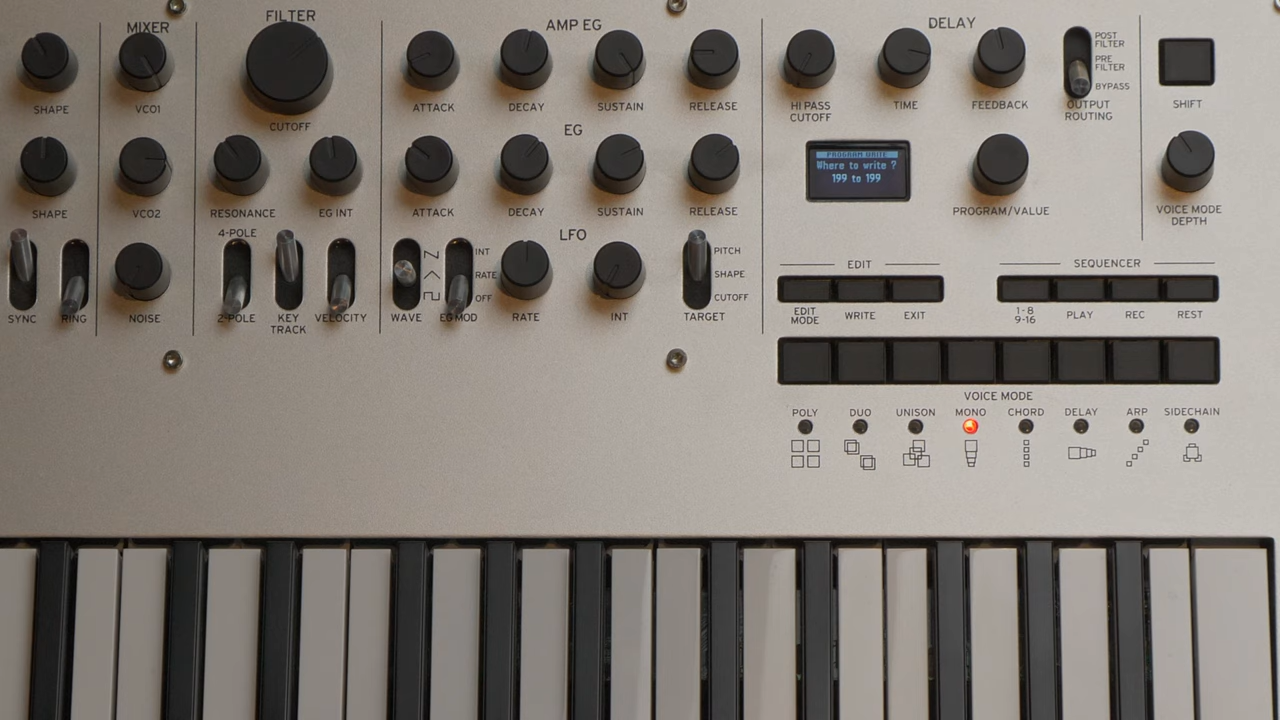 MIXER
FILTER
AMP EG
DELAY
SHAPE
VCO1
CUTOFF
ATTACK
DECAY
SUSTAIN
RELEASE
HI PASS
CUTOFF
TIME
FEEDBACK
POST
FILTER
PRE
FILTER
BYPASS
OUTPUT
ROUTING
SHIFT
EG
PROGRAM WRITE
Where to write ?
199 to 199
SHAPE
VCO2
RESONANCE
EG INT
ATTACK
DECAY
SUSTAIN
RELEASE
PROGRAM/VALUE
VOICE MODE
DEPTH
4-POLE
LFO
INT
RATE
OFF
PITCH
SHAPE
CUTOFF
SYNC
RING
NOISE
2-POLE
KEY
TRACK
VELOCITY
WAVE
EG MOD
RATE
INT
TARGET
EDIT
SEQUENCER
EDIT
MODE
WRITE
EXIT
1-8
9-16
PLAY
REC
REST
VOICE MODE
POLY
DUO
UNISON
MONO
CHORD
DELAY
ARP
SIDECHAIN